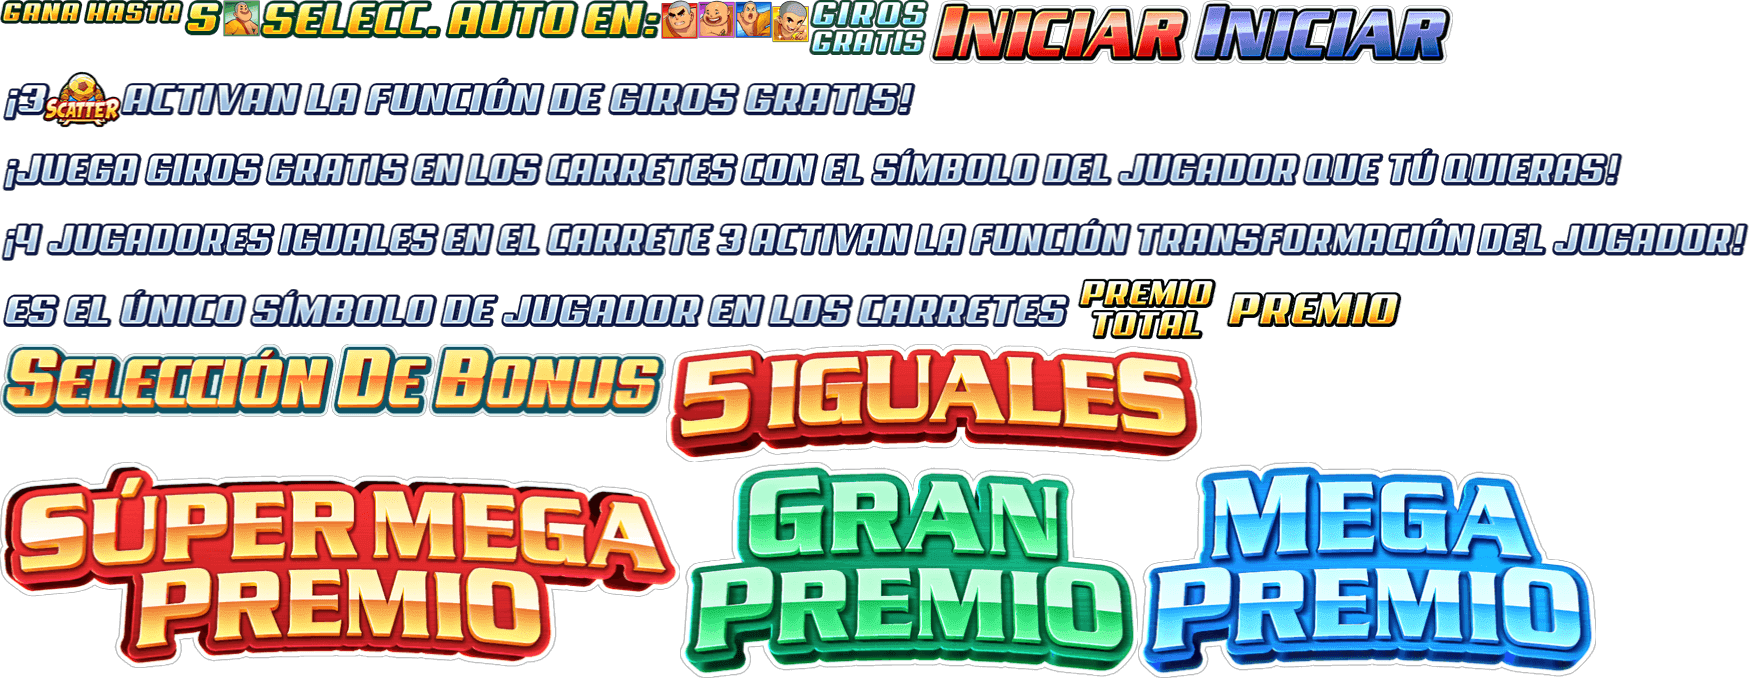 GANA HASTA
S
SELECC. AUTO EN:
GIROS
GRATIS
INICIAR
INICIAR
¡3 SCATTER ACTIVAN LA FUNCIÓN DE GIROS GRATIS!
¡JUEGA GIROS GRATIS EN LOS CARRETES CON EL SÍMBOLO DEL JUGADOR QUE TÚ QUIERAS!
¡4 JUGADORES IGUALES EN EL CARRETE 3 ACTIVAN LA FUNCIÓN TRANSFORMACIÓN DEL JUGADOR!
ES EL ÚNICO SÍMBOLO DE JUGADOR EN LOS CARRETES
PREMIO
TOTAL
PREMIO
SELECCIÓN DE BONUS
5 IGUALES
SÚPER MEGA
PREMIO
GRAN
PREMIO
MEGA
PREMIO